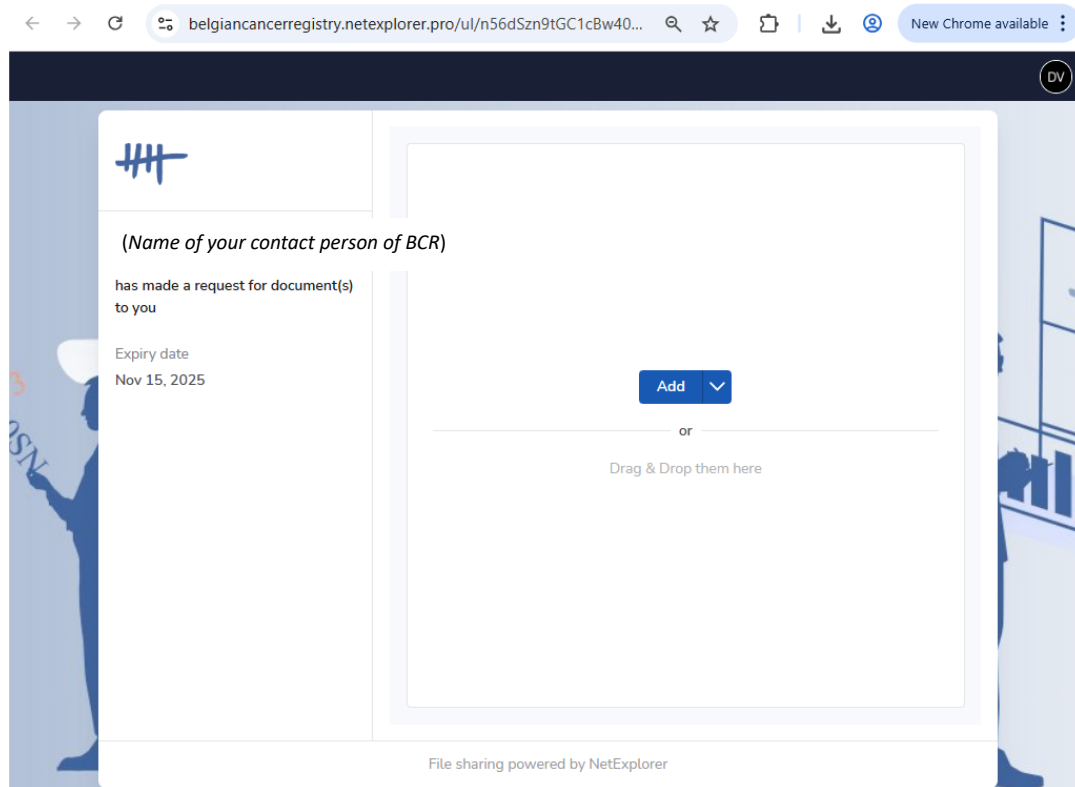 belgiancancerregistry.netexplorer.pro/ul/n56dSzn9tGC1cBw40...
New Chrome available
DV
(Name of your contact person of BCR)
has made a request for document(s)
to you
Expiry date
Nov 15, 2025
Add
or
Drag & Drop them here
File sharing powered by NetExplorer